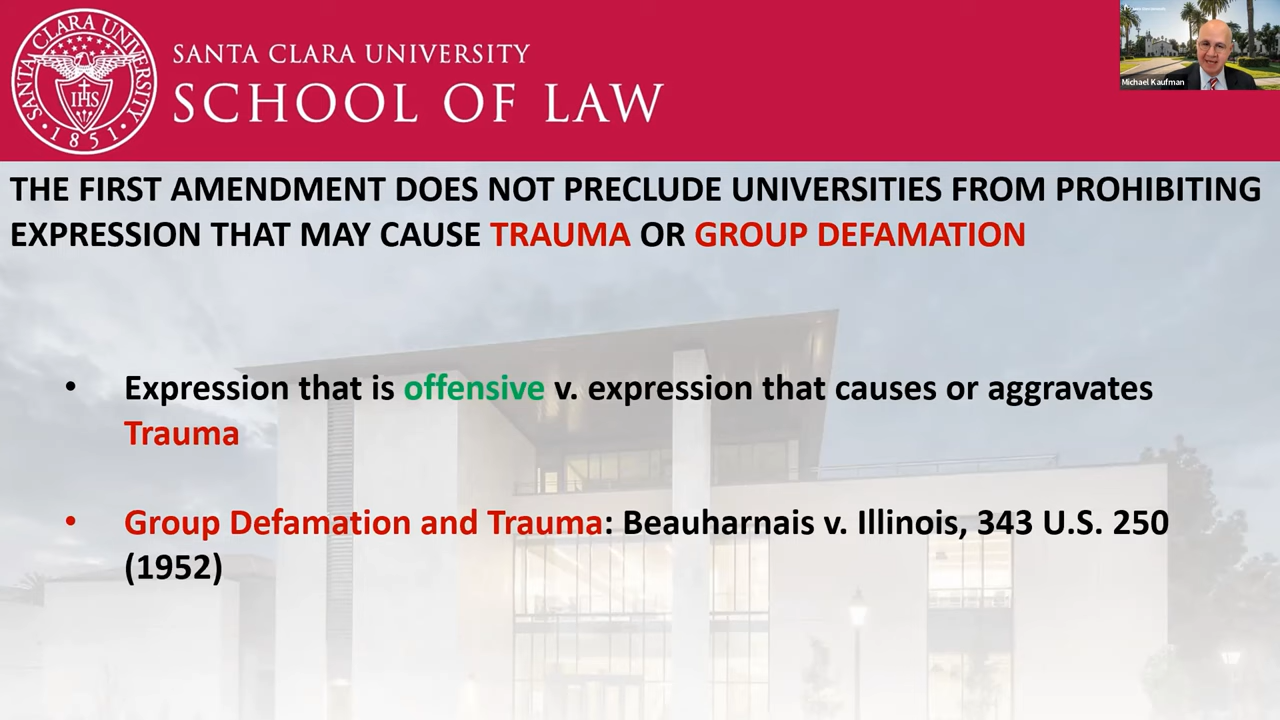 SANTA CLARA UNIVERSITY
SCHOOL OF LAW
SANTA CLARA UNIVERSITY
IHS
1851
Michael Kaufman
THE FIRST AMENDMENT DOES NOT PRECLUDE UNIVERSITIES FROM PROHIBITING
EXPRESSION THAT MAY CAUSE TRAUMA OR GROUP DEFAMATION
• Expression that is offensive v. expression that causes or aggravates
Trauma
• Group Defamation and Trauma: Beauharnais v. Illinois, 343 U.S. 250
(1952)